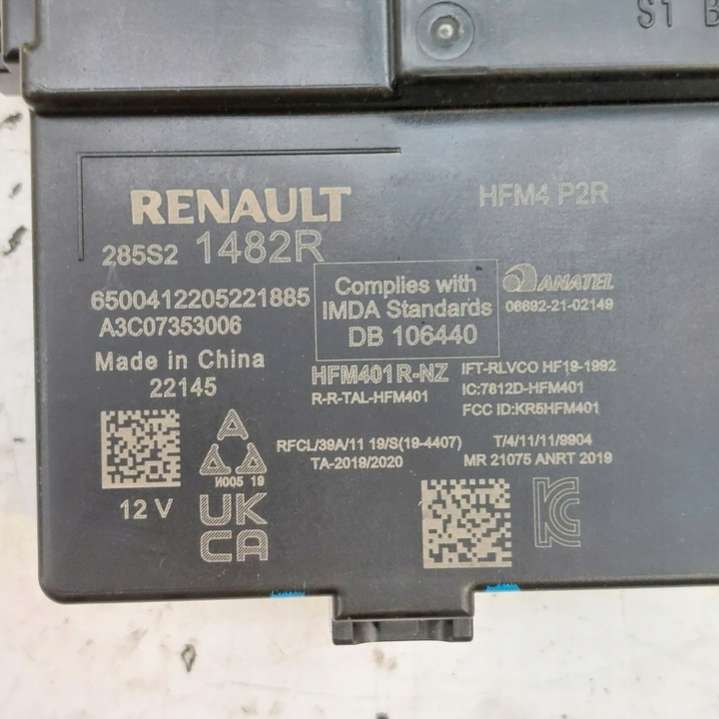 S1 B
RENAULT
HFM4 P2R
285S2 1482R
6500412205221885
A3C07353006
Made in China
22145
Complies with
IMDA Standards
DB 106440
ANATEL
06692-21-02149
HFM401R-NZ
R-R-TAL-HFM401
IFT-RLVCO HF19-1992
IC:7812D-HFM401
FCC ID:KR5HFM401
RFCL/39A/11 19/S(19-4407)
TA-2019/2020
T/4/11/11/9904
MR 21075 ANRT 2019
И005 19
12 V
UK
CA